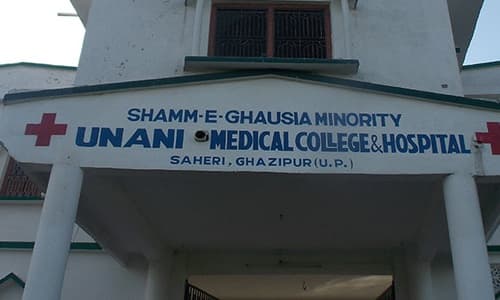 SHAMM-E-GHAUSIA MINORITY
UNANI MEDICAL COLLEGE & HOSPITAL
SAHERI, GHAZIPUR (U.P.)